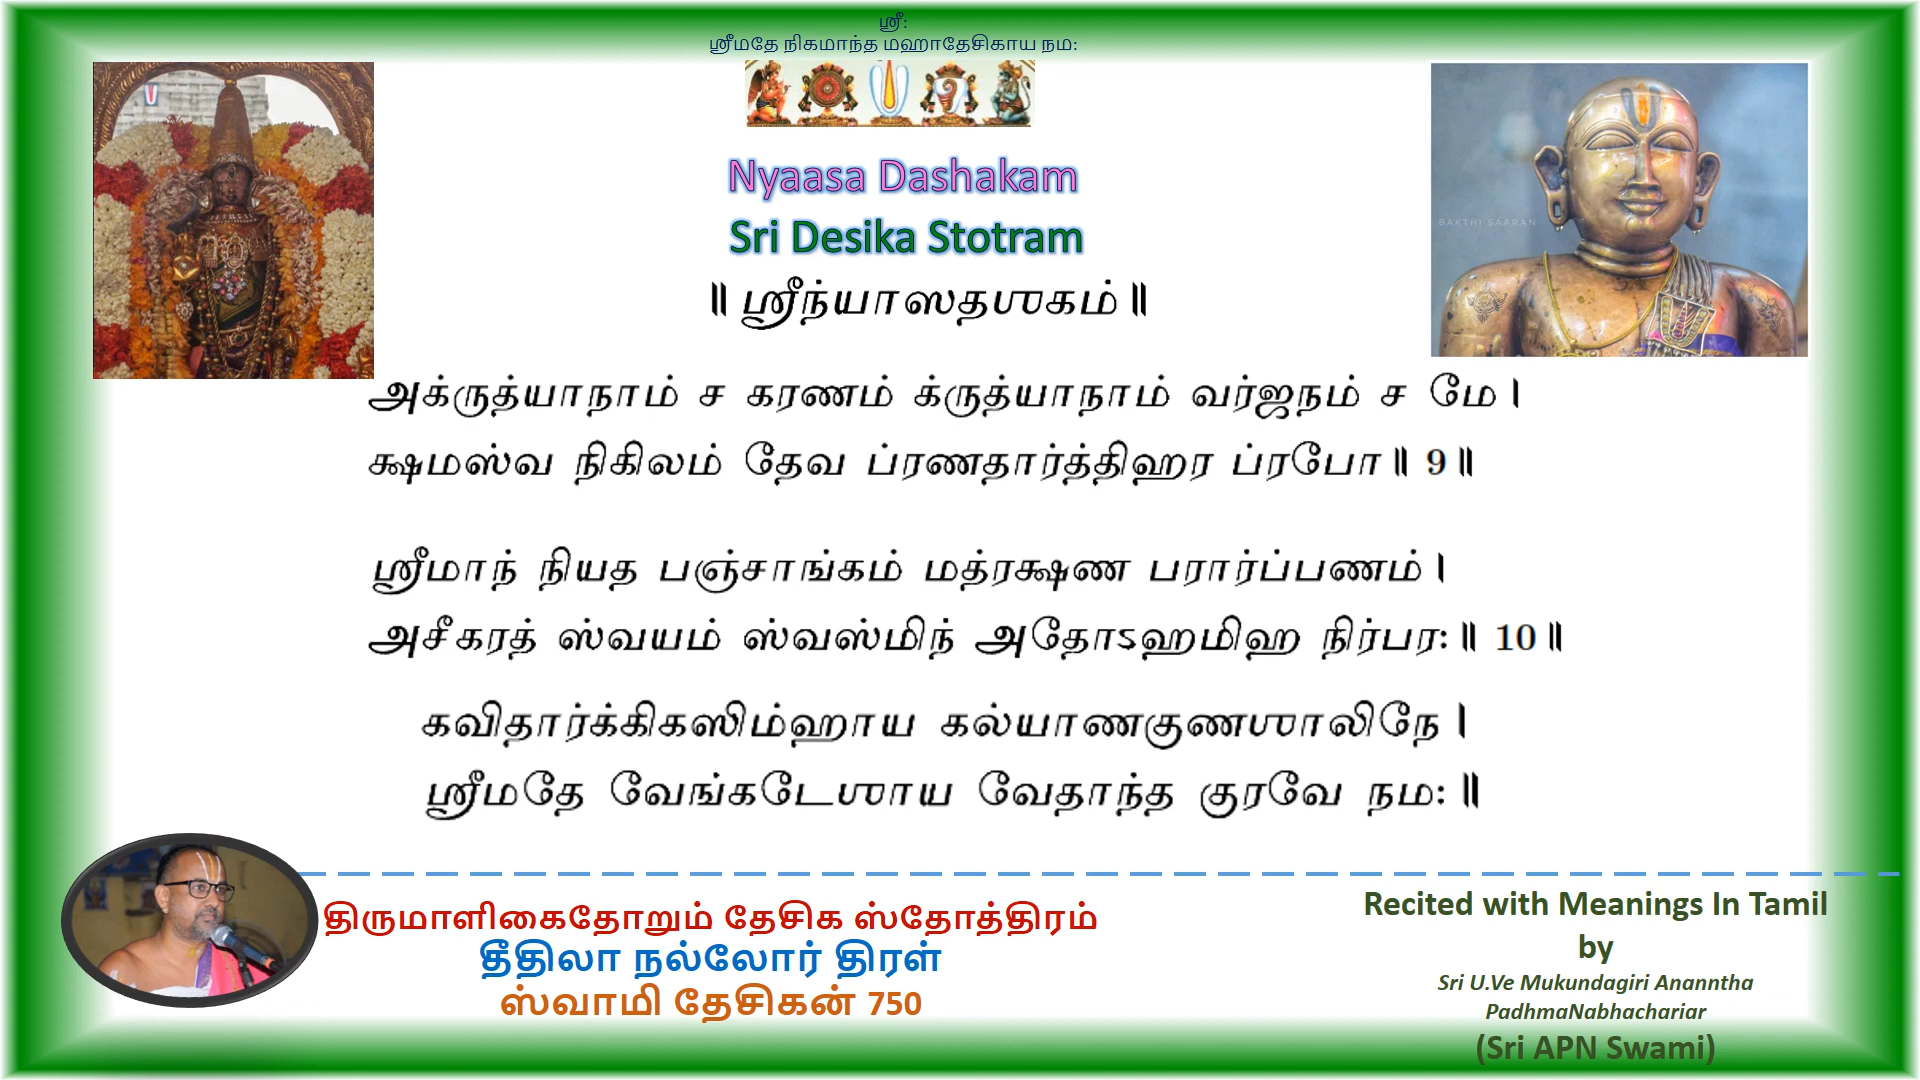 ஸ்ரீ:
ஸ்ரீமதே நிகமாந்த மஹாதேசிகாய நம:
Nyaasa Dashakam
Sri Desika Stotram
॥ ஸ்ரீந்யாஸதஶகம் ॥
அக்ருத்யாநாம் ச கரணம் க்ருத்யாநாம் வர்ஜநம் ச மே ।
க்ஷமஸ்வ நிகிலம் தேவ ப்ரணதார்த்திஹர ப்ரபோ ॥ 9 ॥
ஸ்ரீமாந் நியத பஞ்சாங்கம் மத்ரக்ஷண பரார்ப்பணம் ।
அசீகரத் ஸ்வயம் ஸ்வஸ்மிந் அதோऽஹமிஹ நிர்பர: ॥ 10 ॥
கவிதார்க்கிகஸிம்ஹாய கல்யாணகுணஶாலிநே ।
ஸ்ரீமதே வேங்கடேஶாய வேதாந்த குரவே நம: ॥
BAKTHI SAARAN
திருமாளிகைதோறும் தேசிக ஸ்தோத்திரம்
தீதிலா நல்லோர் திரள்
ஸ்வாமி தேசிகன் 750
Recited with Meanings In Tamil
by
Sri U.Ve Mukundagiri Ananntha
PadhmaNabhachariar
(Sri APN Swami)